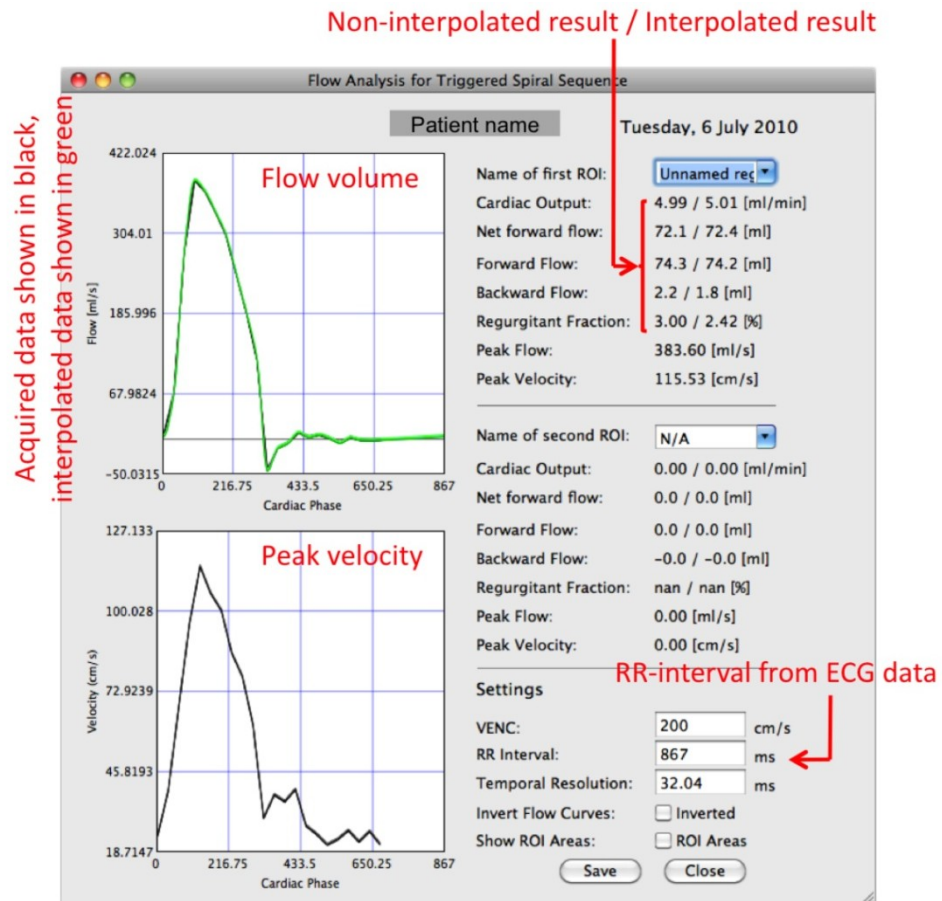 Non-interpolated result / Interpolated result
Acquired data shown in black,
interpolated data shown in green
Flow Analysis for Triggered Spiral Sequence
Patient name
Tuesday, 6 July 2010
422.024
304.01
185.996
67.9824
-50.0315
Flow [ml/s]
Flow volume
0 216.75 433.5 650.25 867
Cardiac Phase
Name of first ROI: Unnamed reg
Cardiac Output: 4.99 / 5.01 [ml/min]
Net forward flow: 72.1 / 72.4 [ml]
Forward Flow: 74.3 / 74.2 [ml]
Backward Flow: 2.2 / 1.8 [ml]
Regurgitant Fraction: 3.00 / 2.42 [%]
Peak Flow: 383.60 [ml/s]
Peak Velocity: 115.53 [cm/s]
Name of second ROI: N/A
Cardiac Output: 0.00 / 0.00 [ml/min]
Net forward flow: 0.0 / 0.0 [ml]
Forward Flow: 0.0 / 0.0 [ml]
Backward Flow: -0.0 / -0.0 [ml]
Regurgitant Fraction: nan / nan [%]
Peak Flow: 0.00 [ml/s]
Peak Velocity: 0.00 [cm/s]
127.133
100.028
72.9239
45.8193
18.7147
Velocity (cm/s)
Peak velocity
0 216.75 433.5 650.25 867
Cardiac Phase
RR-interval from ECG data
Settings
VENC: 200 cm/s
RR Interval: 867 ms
Temporal Resolution: 32.04 ms
Invert Flow Curves: Inverted
Show ROI Areas: ROI Areas
Save Close